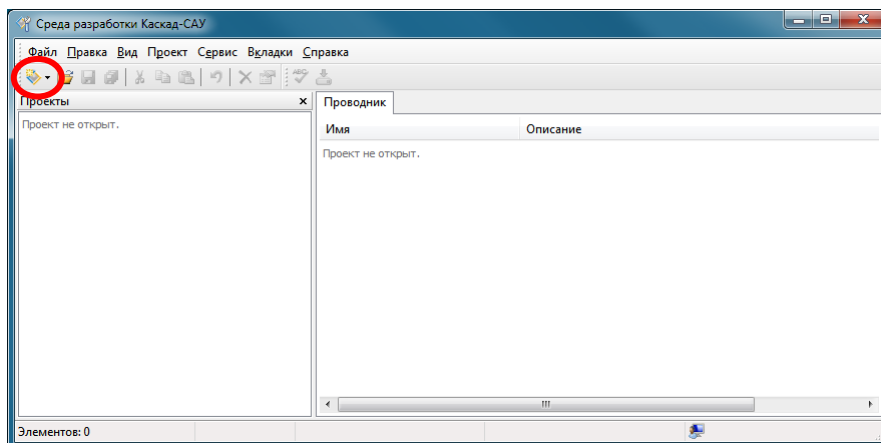 Среда разработки Каскад-САУ
Файл Правка Вид Проект Сервис Вкладки Справка
Проекты
Проводник
Проект не открыт.
Имя Описание
Проект не открыт.
Элементов: 0